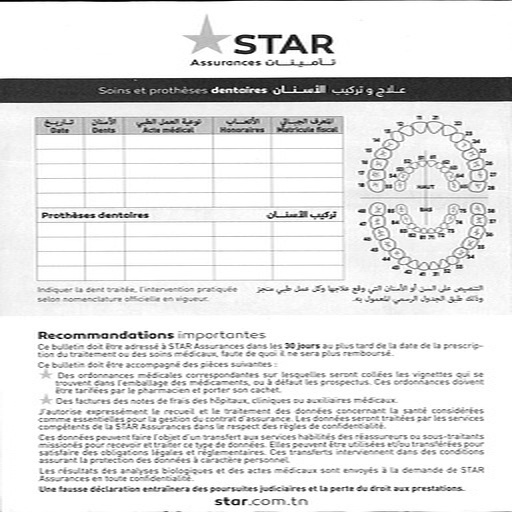 STAR
Assurances تأمينات
Soins et prothèses dentaires علاج و تركيب الأسنان
تاريخ الأسنان نوعية العمل الطبي الأتعاب المعرف الجبائي
Date Dents Acte médical Honoraires Matricule fiscal
Prothèses dentaires تركيب الأسنان
HAUT
BAS
Indiquer la dent traitée, l'intervention pratiquée
selon nomenclature officielle en vigueur.
التنصيص على السن أو الأسنان التي وقع علاجها وكل عمل طبي منجز
وذلك طبق الجدول الرسمي المعمول به.
Recommandations importantes
Ce bulletin doit être adressé à STAR Assurances dans les 30 jours au plus tard de la date de la prescrip-
tion du traitement ou des soins médicaux, faute de quoi il ne sera plus remboursé.
Ce bulletin doit être accompagné des pièces suivantes :
Des ordonnances médicales correspondantes sur lesquelles seront collées les vignettes qui se
trouvent dans l'emballage des médicaments, ou à défaut les prospectus. Ces ordonnances doivent
être tarifées par le pharmacien et porter son cachet.
Des factures des notes de frais des hôpitaux, cliniques ou auxiliaires médicaux.
J'autorise expressément le recueil et le traitement des données concernant la santé considérées
comme essentielles pour la gestion du contrat d'assurance. Les données seront traitées par les services
compétents de la STAR Assurances dans le respect des règles de confidentialité.
Ces données peuvent faire l'objet d'un transfert aux services habilités des réassureurs ou sous-traitants
missionnés pour recevoir et traiter ce type de données. Elles peuvent être utilisées et/ou transférées pour
satisfaire des obligations légales et réglementaires. Ces transferts interviennent dans des conditions
assurant la protection des données à caractère personnel.
Les résultats des analyses biologiques et des actes médicaux sont envoyés à la demande de STAR
Assurances en toute confidentialité.
Une fausse déclaration entraînera des poursuites judiciaires et la perte du droit aux prestations.
star.com.tn